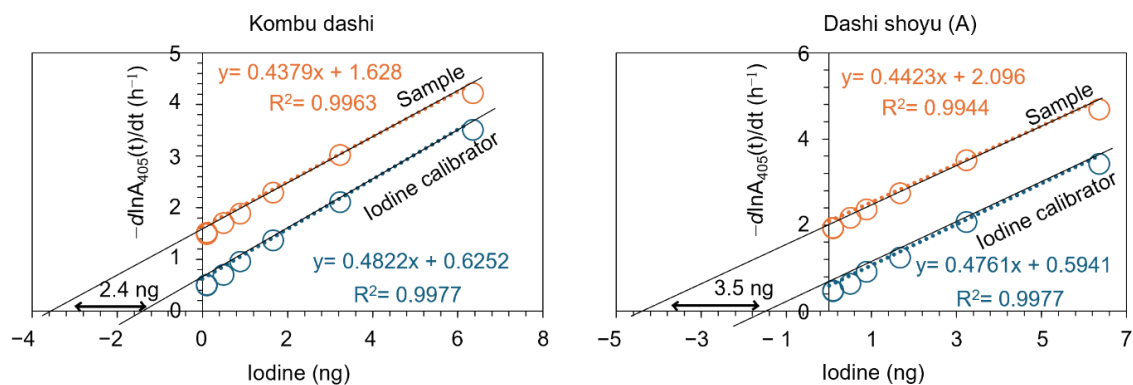 Kombu dashi
−dlnA405(t)/dt (h⁻¹)
5
4
3
2
1
0
y= 0.4379x + 1.628
R²= 0.9963
Sample
Iodine calibrator
y= 0.4822x + 0.6252
R²= 0.9977
2.4 ng
−4 −2 0 2 4 6 8
Iodine (ng)
Dashi shoyu (A)
−dlnA405(t)/dt (h⁻¹)
6
4
2
0
y= 0.4423x + 2.096
R²= 0.9944
Sample
Iodine calibrator
y= 0.4761x + 0.5941
R²= 0.9977
3.5 ng
−5 −3 −1 1 3 5 7
Iodine (ng)